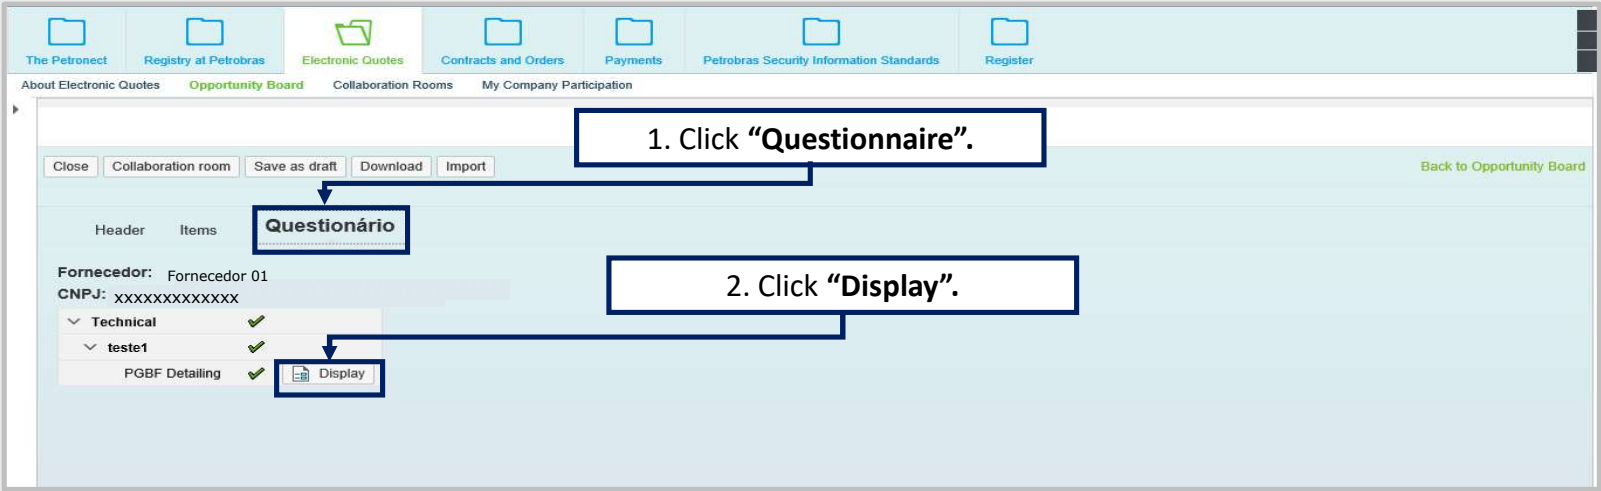 The Petronect Registry at Petrobras Electronic Quotes Contracts and Orders Payments Petrobras Security Information Standards Register
About Electronic Quotes Opportunity Board Collaboration Rooms My Company Participation
1. Click “Questionnaire”.
Close Collaboration room Save as draft Download Import Back to Opportunity Board
Header Items Questionário
Fornecedor: Fornecedor 01
CNPJ: xxxxxxxxxxxxx
2. Click “Display”.
Technical
teste1
PGBF Detailing Display